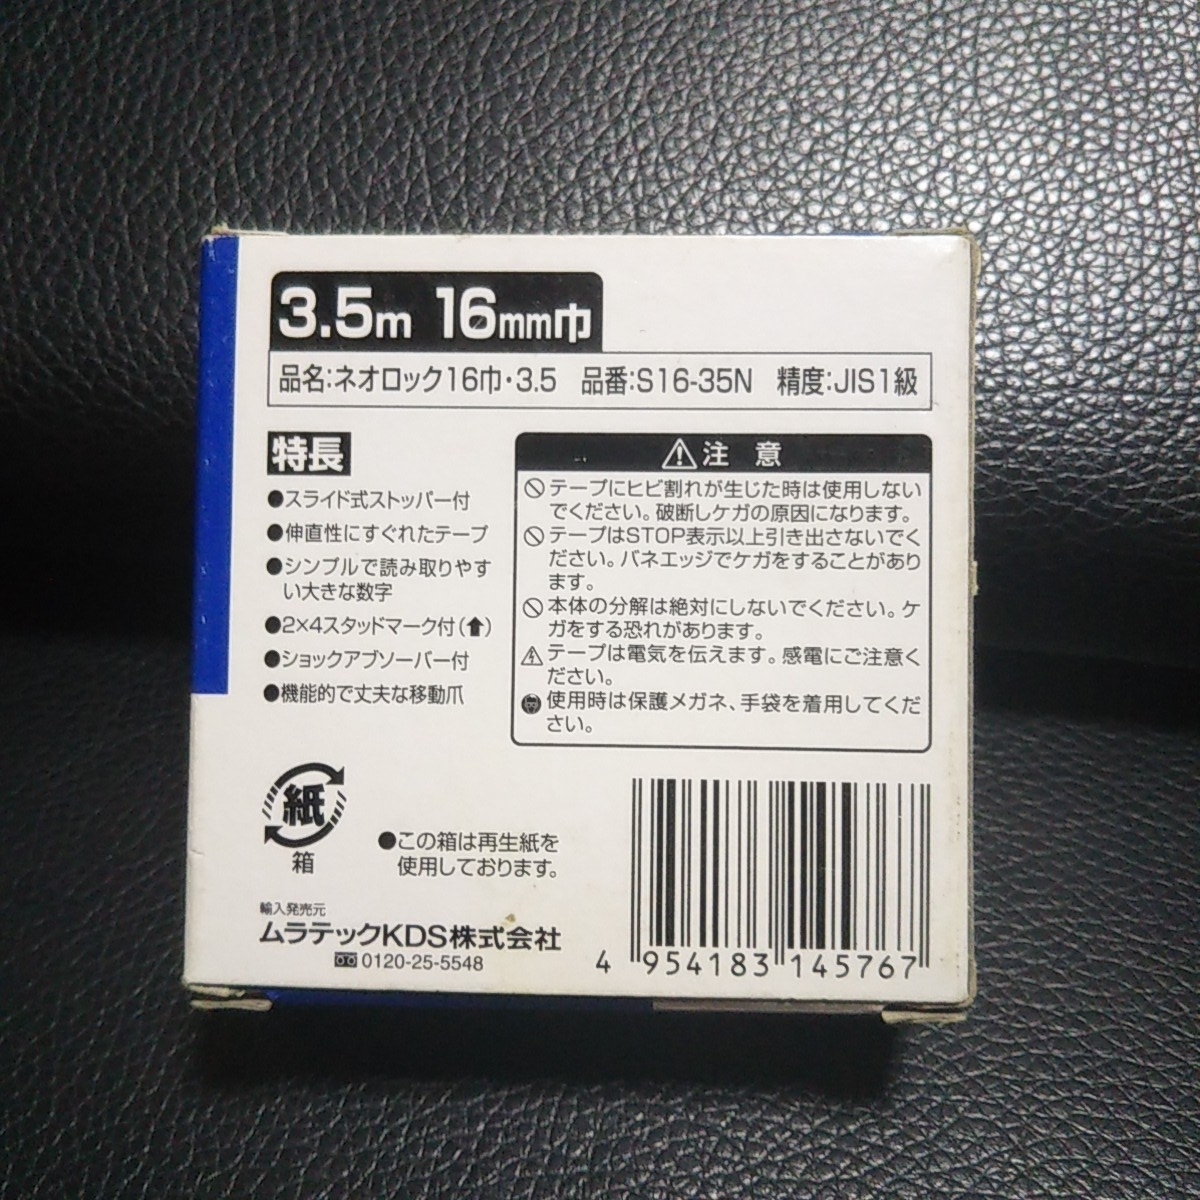 3.5m 16mm巾
品名:ネオロック16巾・3.5 品番:S16-35N 精度:JIS1級
特長
●スライド式ストッパー付
●伸直性にすぐれたテープ
●シンプルで読み取りやす
い大きな数字
●2×4スタッドマーク付(⬆)
●ショックアブソーバー付
●機能的で丈夫な移動爪
注 意
テープにヒビ割れが生じた時は使用しない
でください。破断しケガの原因になります。
テープはSTOP表示以上引き出さないでく
ださい。バネエッジでケガをすることがあり
ます。
本体の分解は絶対にしないでください。ケ
ガをする恐れがあります。
テープは電気を伝えます。感電にご注意く
ださい。
使用時は保護メガネ、手袋を着用してくだ
さい。
紙
箱
●この箱は再生紙を
使用しております。
輸入発売元
ムラテックKDS株式会社
0120-25-5548
4 954183 145767